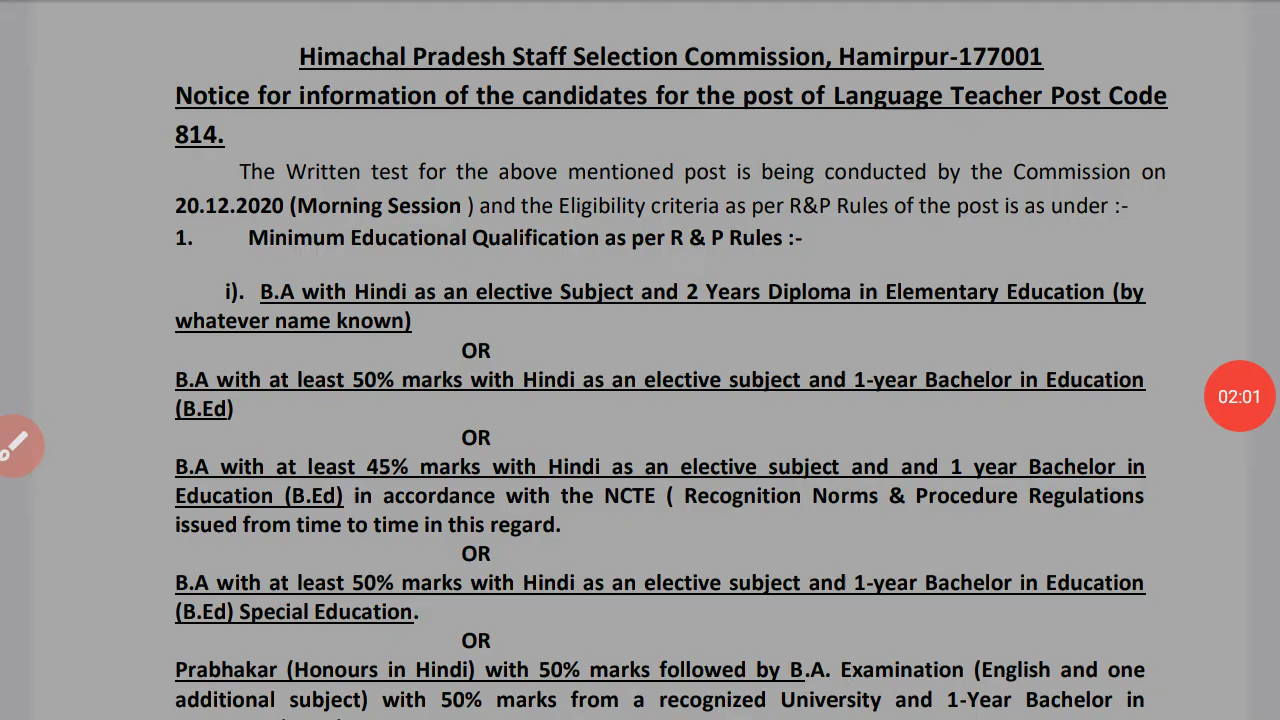 Himachal Pradesh Staff Selection Commission, Hamirpur-177001
Notice for information of the candidates for the post of Language Teacher Post Code
814.
The Written test for the above mentioned post is being conducted by the Commission on
20.12.2020 (Morning Session ) and the Eligibility criteria as per R&P Rules of the post is as under :-
1. Minimum Educational Qualification as per R & P Rules :-
i). B.A with Hindi as an elective Subject and 2 Years Diploma in Elementary Education (by
whatever name known)
OR
B.A with at least 50% marks with Hindi as an elective subject and 1-year Bachelor in Education
(B.Ed)
02:01
OR
B.A with at least 45% marks with Hindi as an elective subject and and 1 year Bachelor in
Education (B.Ed) in accordance with the NCTE ( Recognition Norms & Procedure Regulations
issued from time to time in this regard.
OR
B.A with at least 50% marks with Hindi as an elective subject and 1-year Bachelor in Education
(B.Ed) Special Education.
OR
Prabhakar (Honours in Hindi) with 50% marks followed by B.A. Examination (English and one
additional subject) with 50% marks from a recognized University and 1-Year Bachelor in